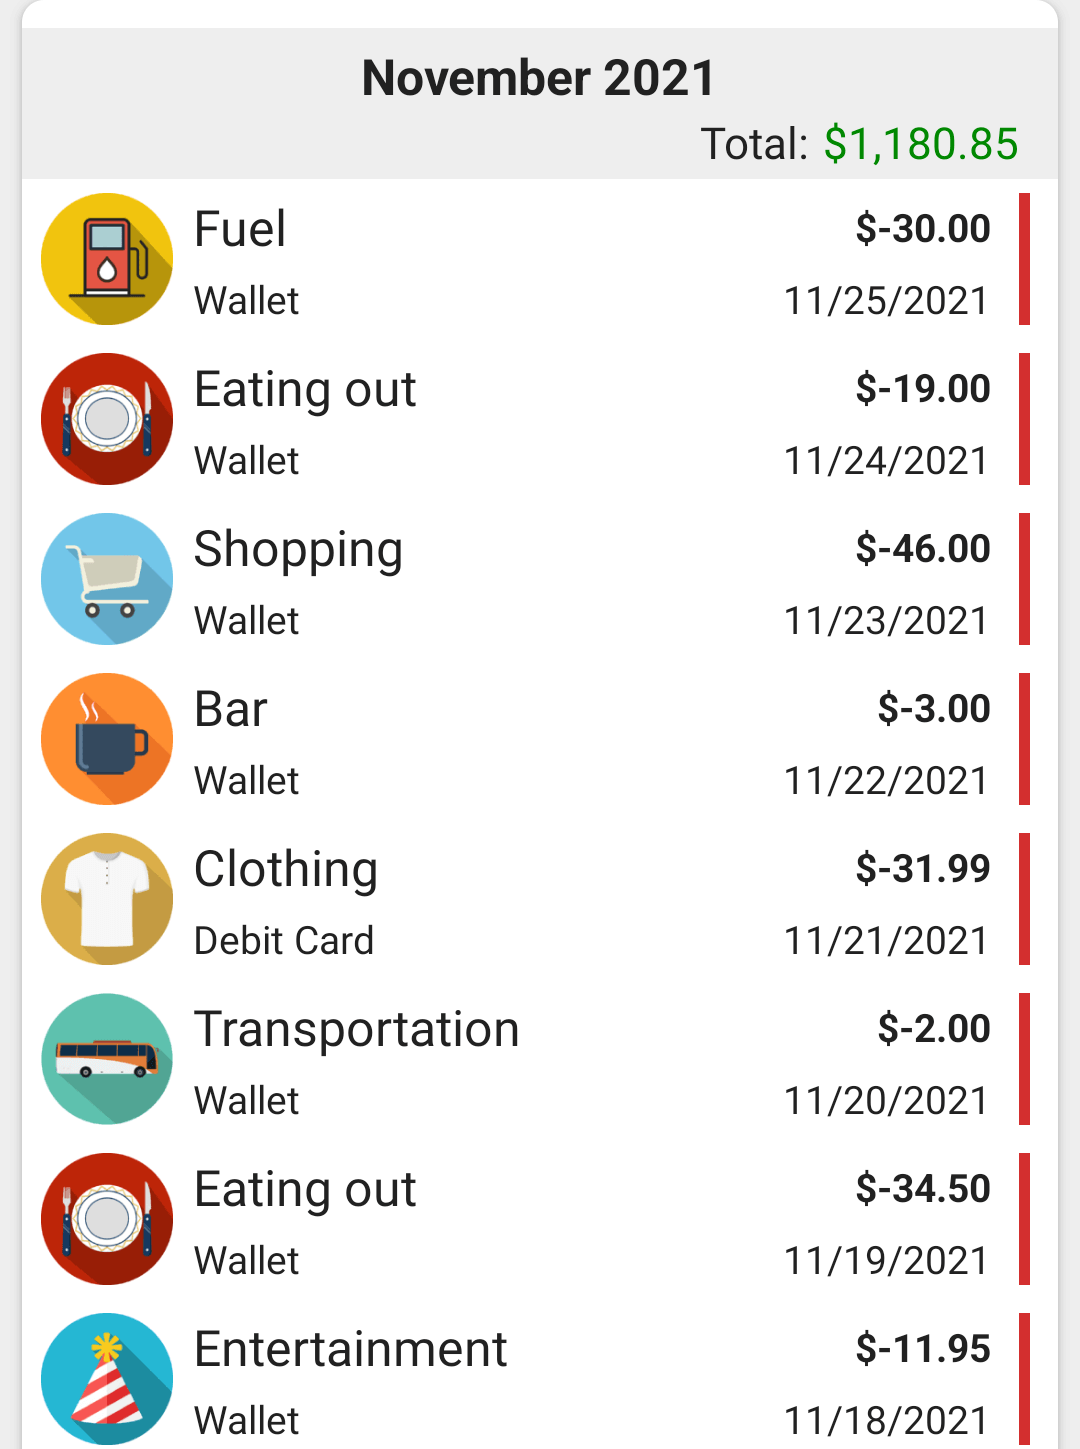 November 2021
Total: $1,180.85
Fuel $-30.00
Wallet 11/25/2021
Eating out $-19.00
Wallet 11/24/2021
Shopping $-46.00
Wallet 11/23/2021
Bar $-3.00
Wallet 11/22/2021
Clothing $-31.99
Debit Card 11/21/2021
Transportation $-2.00
Wallet 11/20/2021
Eating out $-34.50
Wallet 11/19/2021
Entertainment $-11.95
Wallet 11/18/2021